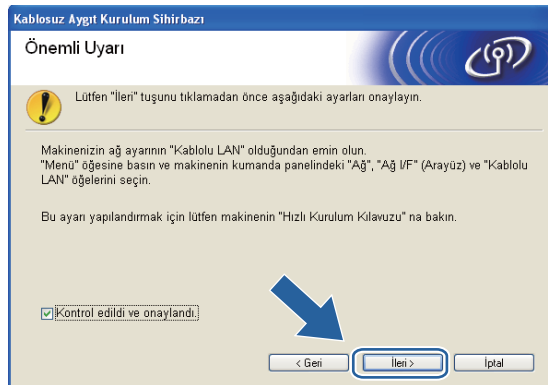 Kablosuz Aygıt Kurulum Sihirbazı
Önemli Uyarı
Lütfen "İleri" tuşunu tıklamadan önce aşağıdaki ayarları onaylayın.
Makinenizin ağ ayarının "Kablolu LAN" olduğundan emin olun.
"Menü" öğesine basın ve makinenin kumanda panelindeki "Ağ", "Ağ I/F" (Arayüz) ve "Kablolu
LAN" öğelerini seçin.
Bu ayarı yapılandırmak için lütfen makinenin "Hızlı Kurulum Kılavuzu" na bakın.
Kontrol edildi ve onaylandı.
< Geri
İleri >
İptal